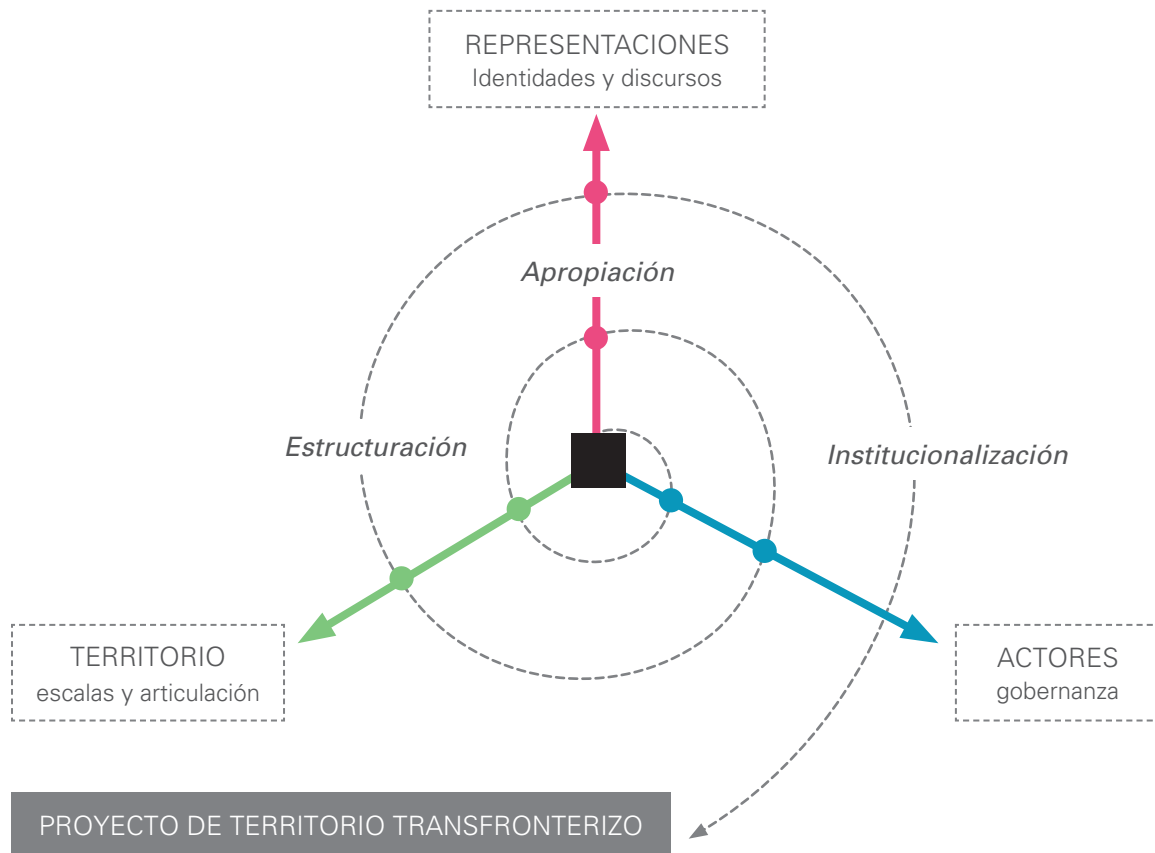 REPRESENTACIONES
Identidades y discursos
Apropiación
Estructuración
Institucionalización
TERRITORIO
escalas y articulación
ACTORES
gobernanza
PROYECTO DE TERRITORIO TRANSFRONTERIZO